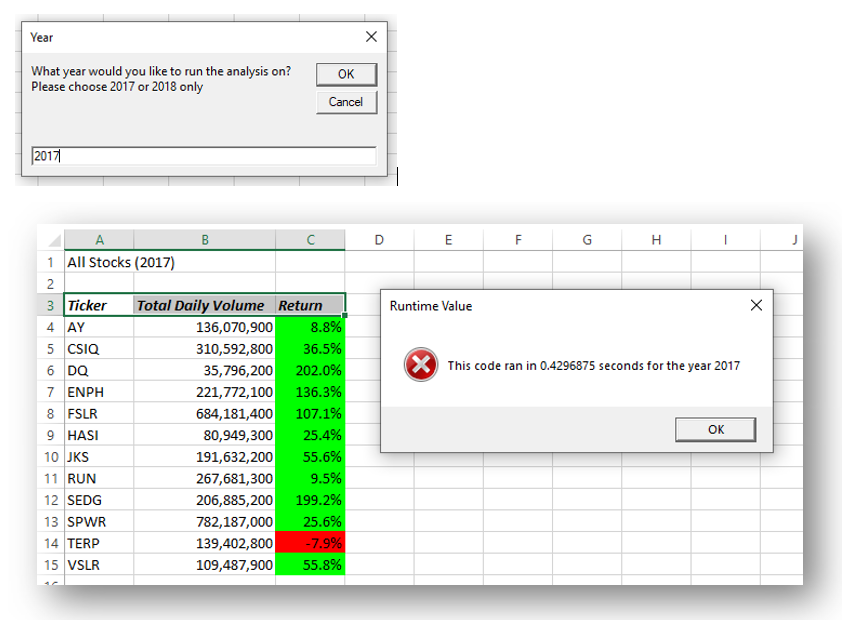 Year
What year would you like to run the analysis on?
Please choose 2017 or 2018 only
OK
Cancel
2017
A B C D E F G H I J
1 All Stocks (2017)
2
3 Ticker Total Daily Volume Return
4 AY 136,070,900 8.8%
5 CSIQ 310,592,800 36.5%
6 DQ 35,796,200 202.0%
7 ENPH 221,772,100 136.3%
8 FSLR 684,181,400 107.1%
9 HASI 80,949,300 25.4%
10 JKS 191,632,200 55.6%
11 RUN 267,681,300 9.5%
12 SEDG 206,885,200 199.2%
13 SPWR 782,187,000 25.6%
14 TERP 139,402,800 -7.9%
15 VSLR 109,487,900 55.8%
Runtime Value
This code ran in 0.4296875 seconds for the year 2017
OK